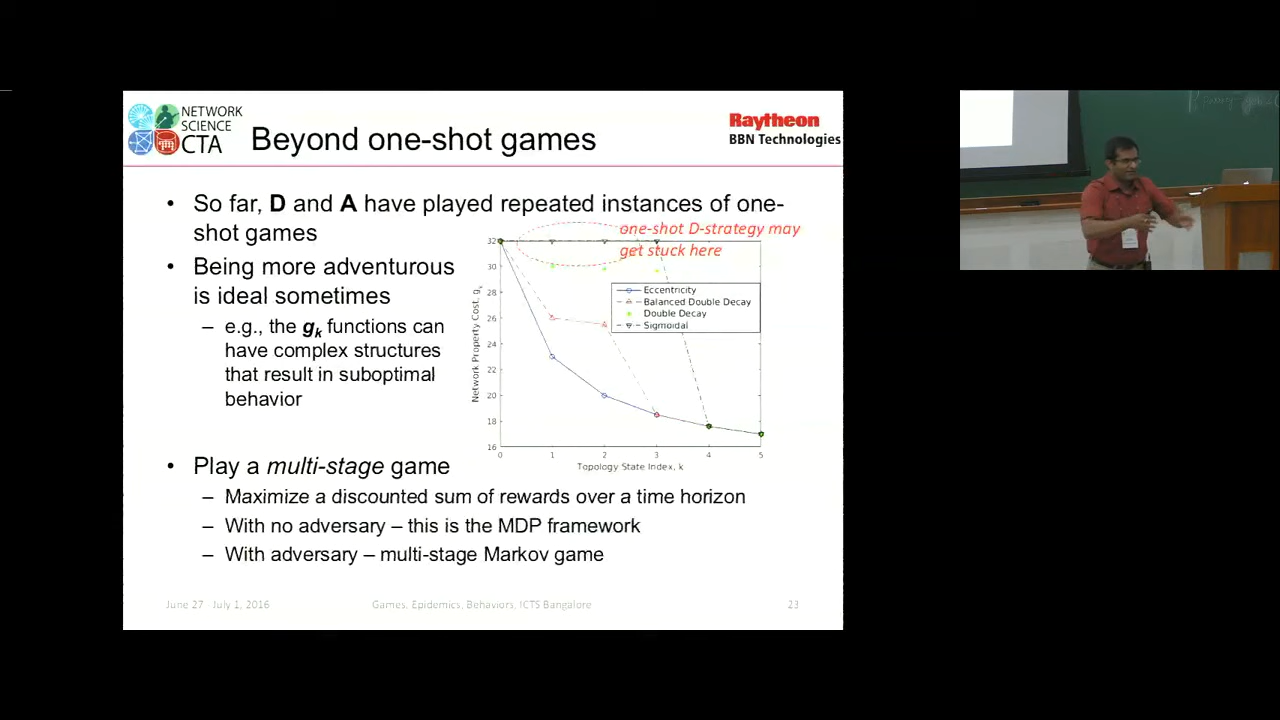 NETWORK
SCIENCE
CTA
Beyond one-shot games
Raytheon
BBN Technologies
• So far, D and A have played repeated instances of one-
shot games
one-shot D-strategy may
get stuck here
• Being more adventurous
is ideal sometimes
– e.g., the gk functions can
have complex structures
that result in suboptimal
behavior
Network Property Cost, gk
32
30
28
26
24
22
20
18
16
Eccentricity
Balanced Double Decay
Double Decay
Sigmoidal
0 1 2 3 4 5
Topology State Index, k
• Play a multi-stage game
– Maximize a discounted sum of rewards over a time horizon
– With no adversary – this is the MDP framework
– With adversary – multi-stage Markov game
June 27 - July 1, 2016
Games, Epidemics, Behaviors, ICTS Bangalore
23